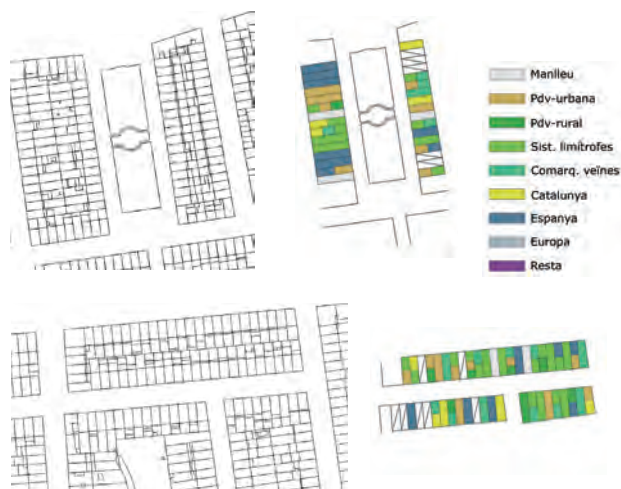 Manlleu
Pdv-urbana
Pdv-rural
Sist. limítrofes
Comarq. veïnes
Catalunya
Espanya
Europa
Resta